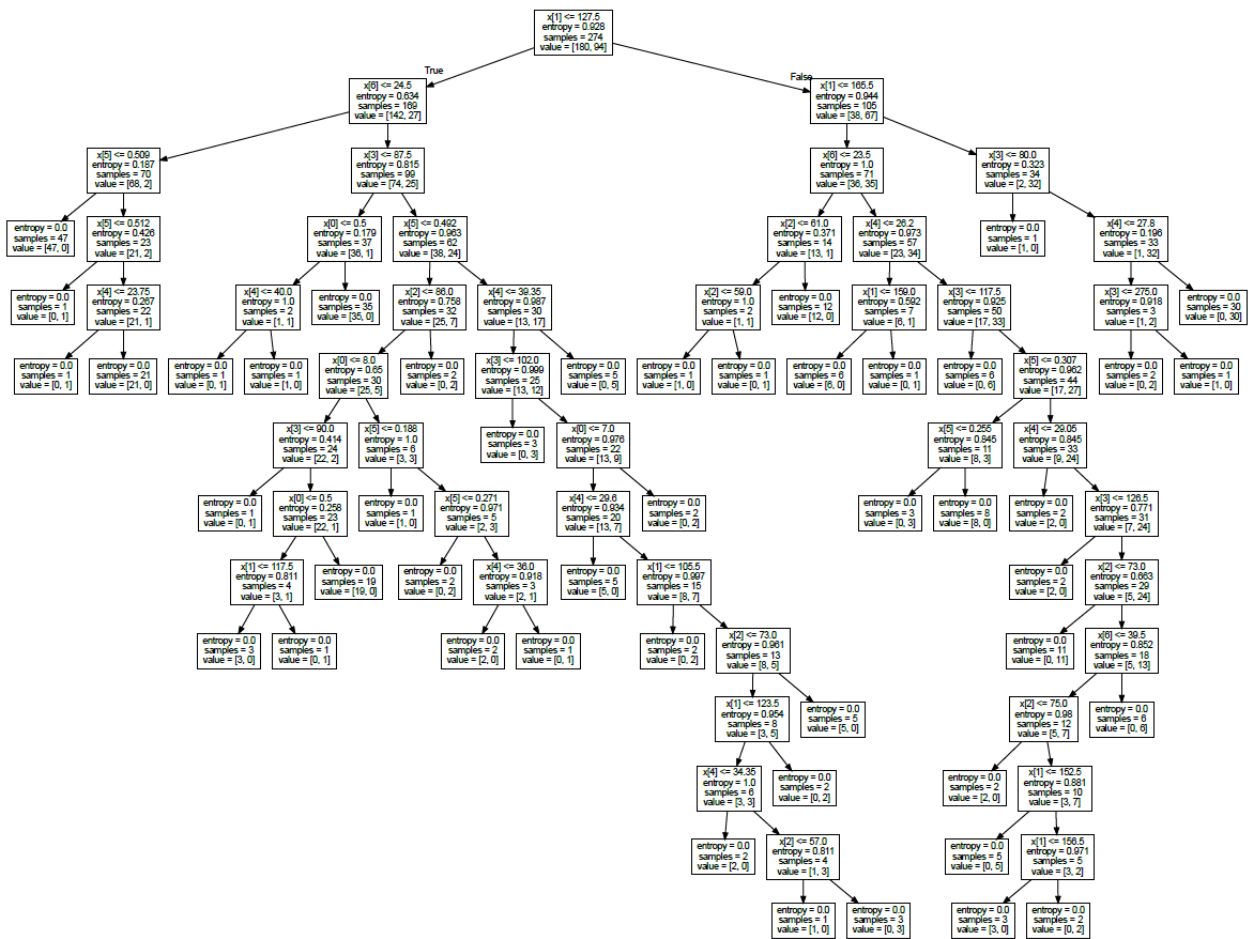 x[1] <= 127.5
entropy = 0.928
samples = 274
value = [180, 94]
True
False
x[6] <= 24.5
entropy = 0.634
samples = 169
value = [142, 27]
x[1] <= 165.5
entropy = 0.944
samples = 105
value = [38, 67]
x[5] <= 0.509
entropy = 0.187
samples = 70
value = [68, 2]
x[3] <= 87.5
entropy = 0.815
samples = 99
value = [74, 25]
x[6] <= 23.5
entropy = 1.0
samples = 71
value = [36, 35]
x[3] <= 80.0
entropy = 0.323
samples = 34
value = [2, 32]
entropy = 0.0
samples = 47
value = [47, 0]
x[5] <= 0.512
entropy = 0.426
samples = 23
value = [21, 2]
x[0] <= 0.5
entropy = 0.179
samples = 37
value = [36, 1]
x[5] <= 0.492
entropy = 0.963
samples = 62
value = [38, 24]
x[2] <= 61.0
entropy = 0.371
samples = 14
value = [13, 1]
x[4] <= 26.2
entropy = 0.973
samples = 57
value = [23, 34]
entropy = 0.0
samples = 1
value = [1, 0]
x[4] <= 27.8
entropy = 0.196
samples = 33
value = [1, 32]
entropy = 0.0
samples = 1
value = [0, 1]
x[4] <= 23.75
entropy = 0.267
samples = 22
value = [21, 1]
x[4] <= 40.0
entropy = 1.0
samples = 2
value = [1, 1]
entropy = 0.0
samples = 35
value = [35, 0]
x[2] <= 86.0
entropy = 0.758
samples = 32
value = [25, 7]
x[4] <= 39.35
entropy = 0.987
samples = 30
value = [13, 17]
x[2] <= 59.0
entropy = 1.0
samples = 2
value = [1, 1]
entropy = 0.0
samples = 12
value = [12, 0]
x[1] <= 159.0
entropy = 0.592
samples = 7
value = [6, 1]
x[3] <= 117.5
entropy = 0.925
samples = 50
value = [17, 33]
x[3] <= 275.0
entropy = 0.918
samples = 3
value = [1, 2]
entropy = 0.0
samples = 30
value = [0, 30]
entropy = 0.0
samples = 1
value = [0, 1]
entropy = 0.0
samples = 21
value = [21, 0]
entropy = 0.0
samples = 1
value = [0, 1]
entropy = 0.0
samples = 1
value = [1, 0]
x[0] <= 8.0
entropy = 0.65
samples = 30
value = [25, 5]
entropy = 0.0
samples = 2
value = [0, 2]
x[3] <= 102.0
entropy = 0.999
samples = 25
value = [13, 12]
entropy = 0.0
samples = 5
value = [0, 5]
entropy = 0.0
samples = 1
value = [1, 0]
entropy = 0.0
samples = 1
value = [0, 1]
entropy = 0.0
samples = 6
value = [6, 0]
entropy = 0.0
samples = 1
value = [0, 1]
entropy = 0.0
samples = 6
value = [0, 6]
x[5] <= 0.307
entropy = 0.962
samples = 44
value = [17, 27]
entropy = 0.0
samples = 2
value = [0, 2]
entropy = 0.0
samples = 1
value = [1, 0]
x[3] <= 90.0
entropy = 0.414
samples = 24
value = [22, 2]
x[5] <= 0.188
entropy = 1.0
samples = 6
value = [3, 3]
entropy = 0.0
samples = 3
value = [0, 3]
x[0] <= 7.0
entropy = 0.976
samples = 22
value = [13, 9]
x[5] <= 0.255
entropy = 0.845
samples = 11
value = [8, 3]
x[4] <= 29.05
entropy = 0.845
samples = 33
value = [9, 24]
entropy = 0.0
samples = 1
value = [0, 1]
x[0] <= 0.5
entropy = 0.258
samples = 23
value = [22, 1]
entropy = 0.0
samples = 1
value = [1, 0]
x[5] <= 0.271
entropy = 0.971
samples = 5
value = [2, 3]
x[4] <= 29.6
entropy = 0.934
samples = 20
value = [13, 7]
entropy = 0.0
samples = 2
value = [0, 2]
entropy = 0.0
samples = 3
value = [0, 3]
entropy = 0.0
samples = 8
value = [8, 0]
entropy = 0.0
samples = 2
value = [2, 0]
x[3] <= 126.5
entropy = 0.771
samples = 31
value = [7, 24]
x[1] <= 117.5
entropy = 0.811
samples = 4
value = [3, 1]
entropy = 0.0
samples = 19
value = [19, 0]
entropy = 0.0
samples = 2
value = [0, 2]
x[4] <= 36.0
entropy = 0.918
samples = 3
value = [2, 1]
entropy = 0.0
samples = 5
value = [5, 0]
x[1] <= 105.5
entropy = 0.997
samples = 15
value = [8, 7]
entropy = 0.0
samples = 2
value = [2, 0]
x[2] <= 73.0
entropy = 0.663
samples = 29
value = [5, 24]
entropy = 0.0
samples = 3
value = [3, 0]
entropy = 0.0
samples = 1
value = [0, 1]
entropy = 0.0
samples = 2
value = [2, 0]
entropy = 0.0
samples = 1
value = [0, 1]
entropy = 0.0
samples = 2
value = [0, 2]
x[2] <= 73.0
entropy = 0.961
samples = 13
value = [8, 5]
entropy = 0.0
samples = 11
value = [0, 11]
x[6] <= 39.5
entropy = 0.852
samples = 18
value = [5, 13]
x[1] <= 123.5
entropy = 0.954
samples = 8
value = [3, 5]
entropy = 0.0
samples = 5
value = [5, 0]
x[2] <= 75.0
entropy = 0.98
samples = 12
value = [5, 7]
entropy = 0.0
samples = 6
value = [0, 6]
x[4] <= 34.35
entropy = 1.0
samples = 6
value = [3, 3]
entropy = 0.0
samples = 2
value = [0, 2]
entropy = 0.0
samples = 2
value = [2, 0]
x[1] <= 152.5
entropy = 0.881
samples = 10
value = [3, 7]
entropy = 0.0
samples = 2
value = [2, 0]
x[2] <= 57.0
entropy = 0.811
samples = 4
value = [1, 3]
entropy = 0.0
samples = 5
value = [0, 5]
x[1] <= 156.5
entropy = 0.971
samples = 5
value = [3, 2]
entropy = 0.0
samples = 1
value = [1, 0]
entropy = 0.0
samples = 3
value = [0, 3]
entropy = 0.0
samples = 3
value = [3, 0]
entropy = 0.0
samples = 2
value = [0, 2]